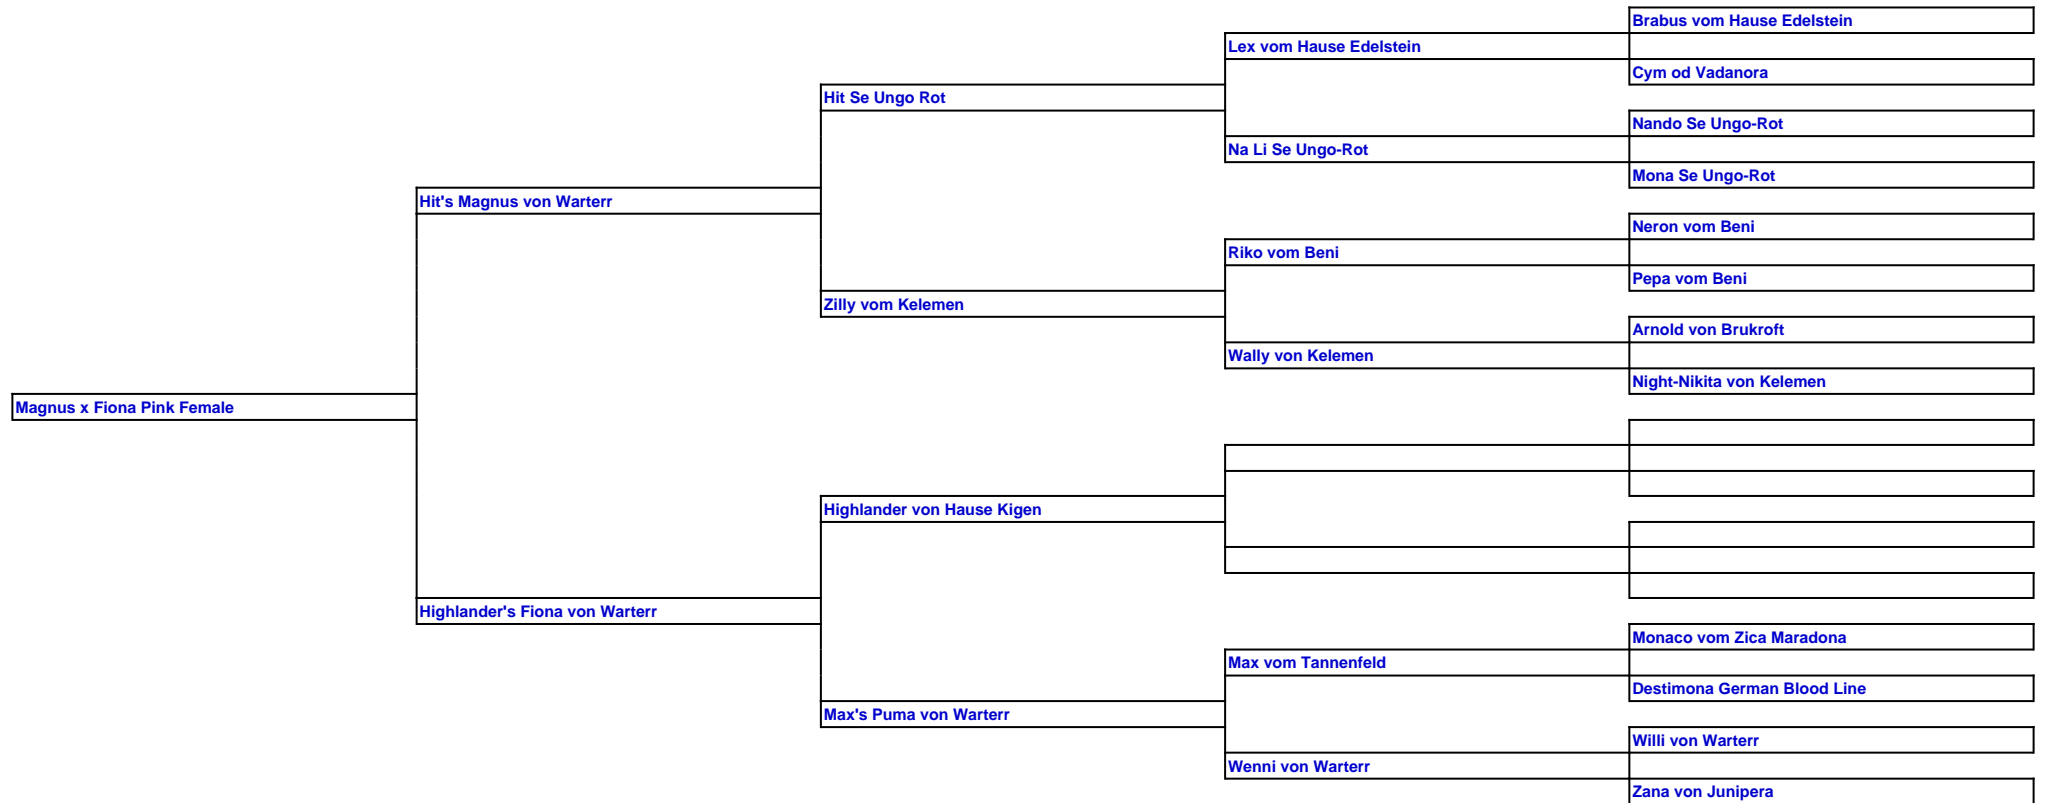 Brabus vom Hause Edelstein
Lex vom Hause Edelstein
Cym od Vadanora
Hit Se Ungo Rot
Nando Se Ungo-Rot
Na Li Se Ungo-Rot
Mona Se Ungo-Rot
Hit's Magnus von Warterr
Neron vom Beni
Riko vom Beni
Pepa vom Beni
Zilly vom Kelemen
Arnold von Brukroft
Wally von Kelemen
Night-Nikita von Kelemen
Magnus x Fiona Pink Female
Highlander von Hause Kigen
Highlander's Fiona von Warterr
Monaco vom Zica Maradona
Max vom Tannenfeld
Destimona German Blood Line
Max's Puma von Warterr
Willi von Warterr
Wenni von Warterr
Zana von Junipera